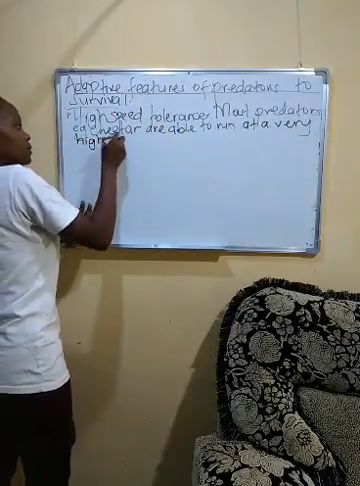 Adaptive features of predators to
Survival.
High speed tolerance; Most predators
eg cheetar are able to run at a very
high